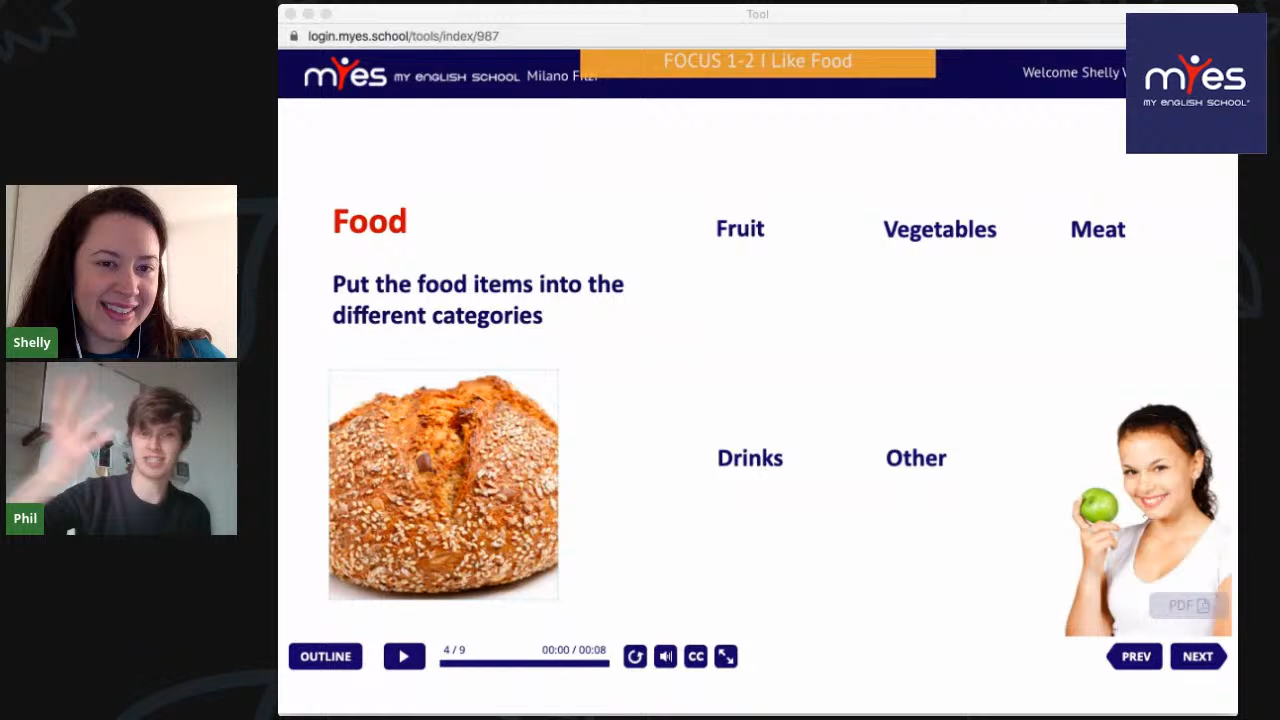 Tool
login.myes.school/tools/index/987
FOCUS 1-2 I Like Food
myes MY ENGLISH SCHOOL Milano
Welcome Shelly
myes
MY ENGLISH SCHOOL
Food
Fruit
Vegetables
Meat
Put the food items into the
different categories
Shelly
Phil
Drinks
Other
PDF
OUTLINE
4 / 9
00:00 / 00:08
CC
PREV
NEXT